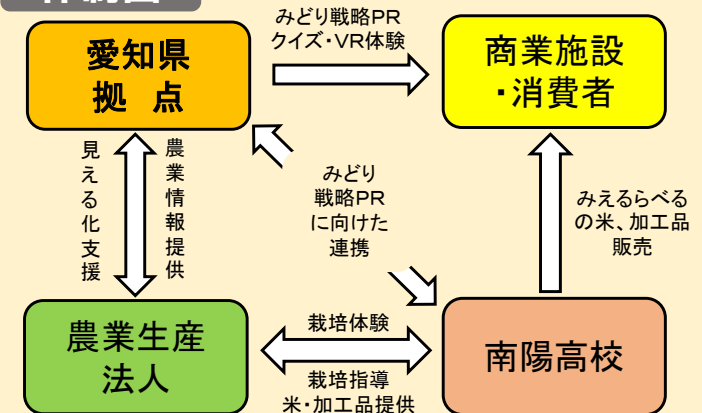 みどり戦略PR
クイズ・VR体験
愛知県
拠 点
商業施設
・消費者
見える化支援
農業情報提供
みどり
戦略PR
に向けた
連携
みえるらべる
の米、加工品
販売
農業生産
法人
栽培体験
栽培指導
米・加工品提供
南陽高校